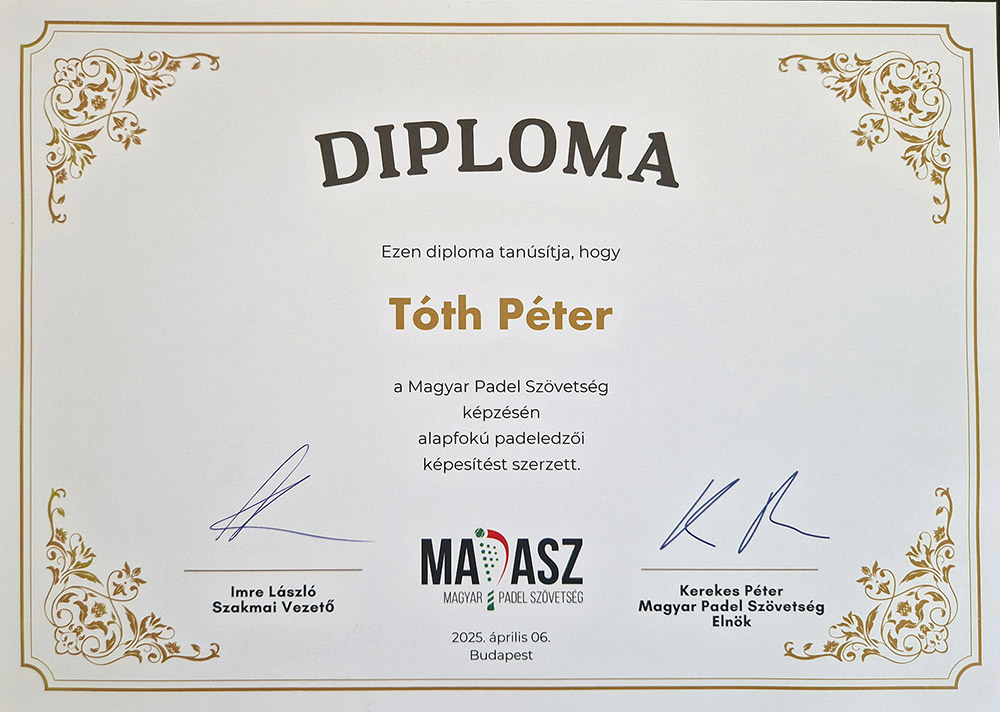 DIPLOMA
Ezen diploma tanúsítja, hogy
Tóth Péter
a Magyar Padel Szövetség
képzésén
alapfokú padeledzői
képesítést szerzett.
Imre László
Szakmai Vezető
MAPASZ
MAGYAR PADEL SZÖVETSÉG
2025. április 06.
Budapest
Kerekes Péter
Magyar Padel Szövetség
Elnök